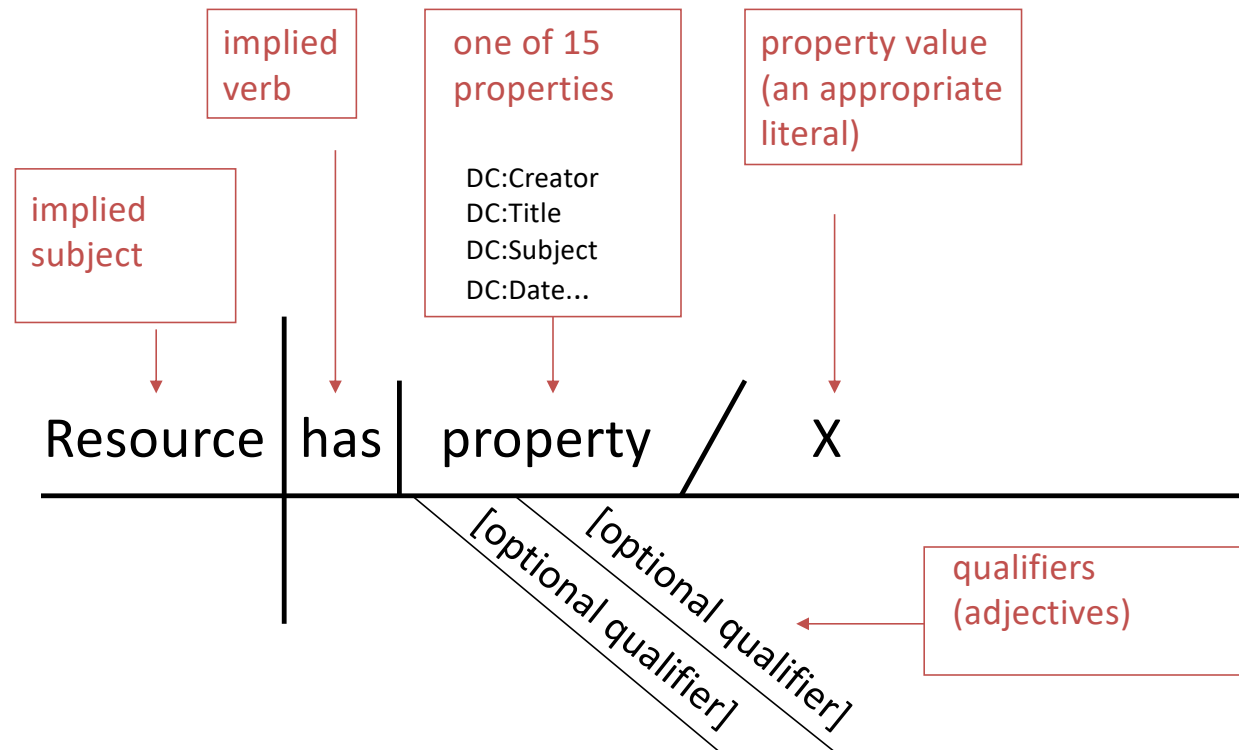 implied
verb
one of 15
properties
DC:Creator
DC:Title
DC:Subject
DC:Date...
property value
(an appropriate
literal)
implied
subject
Resource has property X
[optional qualifier]
[optional qualifier]
qualifiers
(adjectives)